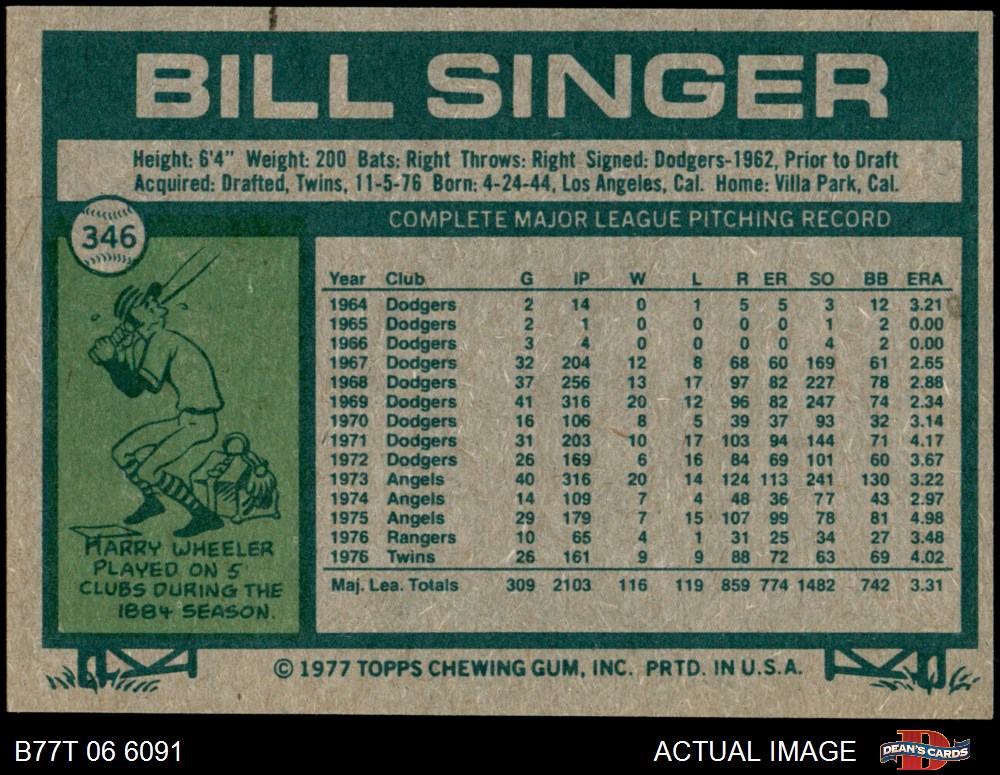 BILL SINGER
Height: 6'4" Weight: 200 Bats: Right Throws: Right Signed: Dodgers-1962, Prior to Draft
Acquired: Drafted, Twins, 11-5-76 Born: 4-24-44, Los Angeles, Cal. Home: Villa Park, Cal.
346
COMPLETE MAJOR LEAGUE PITCHING RECORD
Year Club G IP W L R ER SO BB ERA
1964 Dodgers 2 14 0 1 5 5 3 12 3.21
1965 Dodgers 2 1 0 0 0 0 1 2 0.00
1966 Dodgers 3 4 0 0 0 0 4 2 0.00
1967 Dodgers 32 204 12 8 68 60 169 61 2.65
1968 Dodgers 37 256 13 17 97 82 227 78 2.88
1969 Dodgers 41 316 20 12 96 82 247 74 2.34
1970 Dodgers 16 106 8 5 39 37 93 32 3.14
1971 Dodgers 31 203 10 17 103 94 144 71 4.17
1972 Dodgers 26 169 6 16 84 69 101 60 3.67
1973 Angels 40 316 20 14 124 113 241 130 3.22
1974 Angels 14 109 7 4 48 36 77 43 2.97
1975 Angels 29 179 7 15 107 99 78 81 4.98
1976 Rangers 10 65 4 1 31 25 34 27 3.48
1976 Twins 26 161 9 9 88 72 63 69 4.02
Maj. Lea. Totals 309 2103 116 119 859 774 1482 742 3.31
HARRY WHEELER
PLAYED ON 5
CLUBS DURING THE
1884 SEASON.
© 1977 TOPPS CHEWING GUM, INC. PRTD. IN U.S.A.
B77T 06 6091
ACTUAL IMAGE
D
DEAN'S CARDS